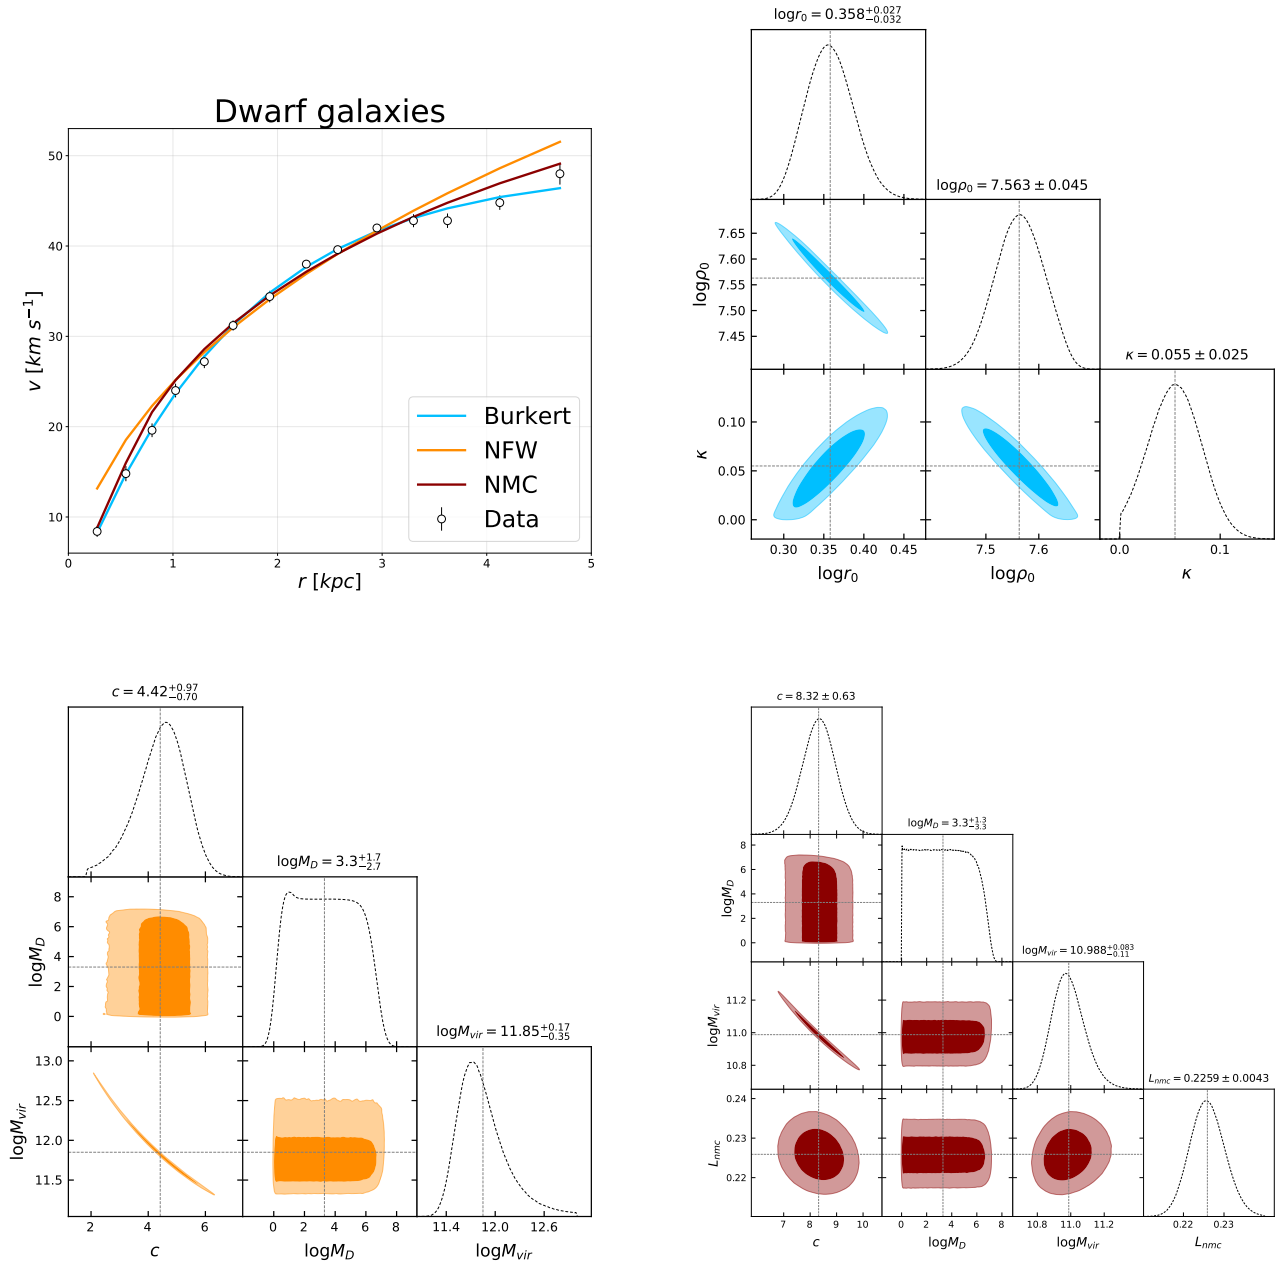 Dwarf galaxies
50
40
30
20
10
v [km s⁻¹]
Burkert
NFW
NMC
Data
0 1 2 3 4 5
r [kpc]
logr₀ = 0.358 +0.027 −0.032
logρ₀ = 7.563 ± 0.045
7.65
7.60
7.55
7.50
7.45
logρ₀
κ = 0.055 ± 0.025
0.10
0.05
0.00
κ
0.30 0.35 0.40 0.45 7.5 7.6 0.0 0.1
logr₀ logρ₀ κ
c = 4.42 +0.97 −0.70
logM_D = 3.3 +1.7 −2.7
8
6
4
2
0
logM_D
logM_vir = 11.85 +0.17 −0.35
13.0
12.5
12.0
11.5
logM_vir
2 4 6 0 2 4 6 8 11.4 12.0 12.6
c logM_D logM_vir
c = 8.32 ± 0.63
logM_D = 3.3 +1.3 −3.3
8
6
4
2
0
logM_D
logM_vir = 10.988 +0.083 −0.11
11.2
11.0
10.8
logM_vir
L_nmc = 0.2259 ± 0.0043
0.24
0.23
0.22
L_nmc
7 8 9 10 0 2 4 6 8 10.8 11.0 11.2 0.22 0.23
c logM_D logM_vir L_nmc